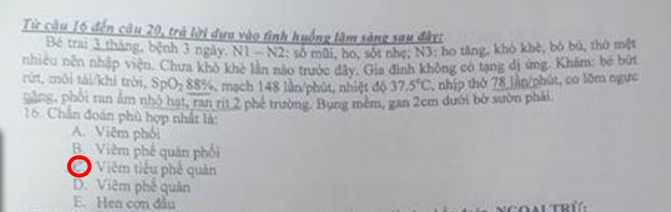 Từ câu 16 đến câu 20, trả lời dựa vào tình huống lâm sàng sau đây:
Bé trai 3 tháng, bệnh 3 ngày. N1 – N2: sổ mũi, ho, sốt nhẹ; N3: ho tăng, khò khè, bỏ bú, thở mệt
nhiều nên nhập viện. Chưa khò khè lần nào trước đây. Gia đình không có tạng dị ứng. Khám: bé bứt
rứt, môi tái/khí trời, SpO2 88%, mạch 148 lần/phút, nhiệt độ 37.5°C, nhịp thở 78 lần/phút, co lõm ngực
nặng, phổi ran ẩm nhỏ hạt, ran rít 2 phế trường. Bụng mềm, gan 2cm dưới bờ sườn phải.
16. Chẩn đoán phù hợp nhất là:
A. Viêm phổi
B. Viêm phế quản phổi
C. Viêm tiểu phế quản
D. Viêm phế quản
E. Hen cơn đầu
NGOẠI TRỪ: